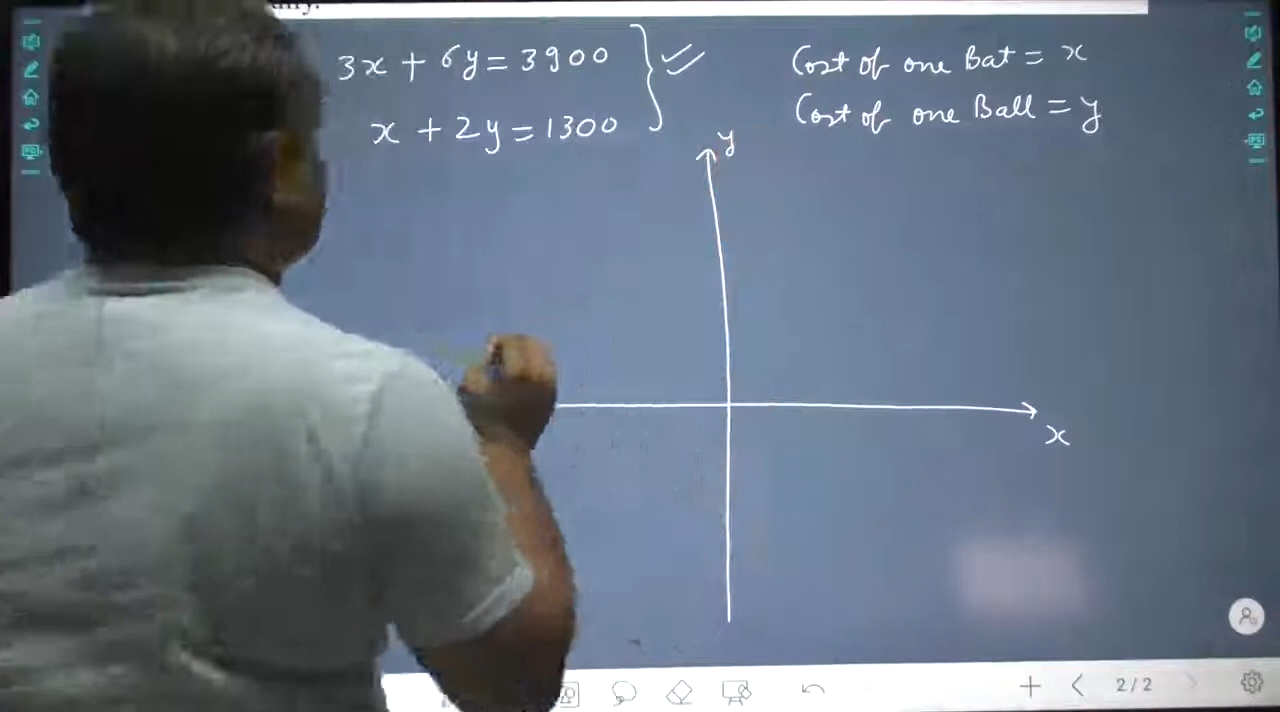 3x + 6y = 3900
x + 2y = 1300
Cost of one Bat = x
Cost of one Ball = y
y
x
2/2